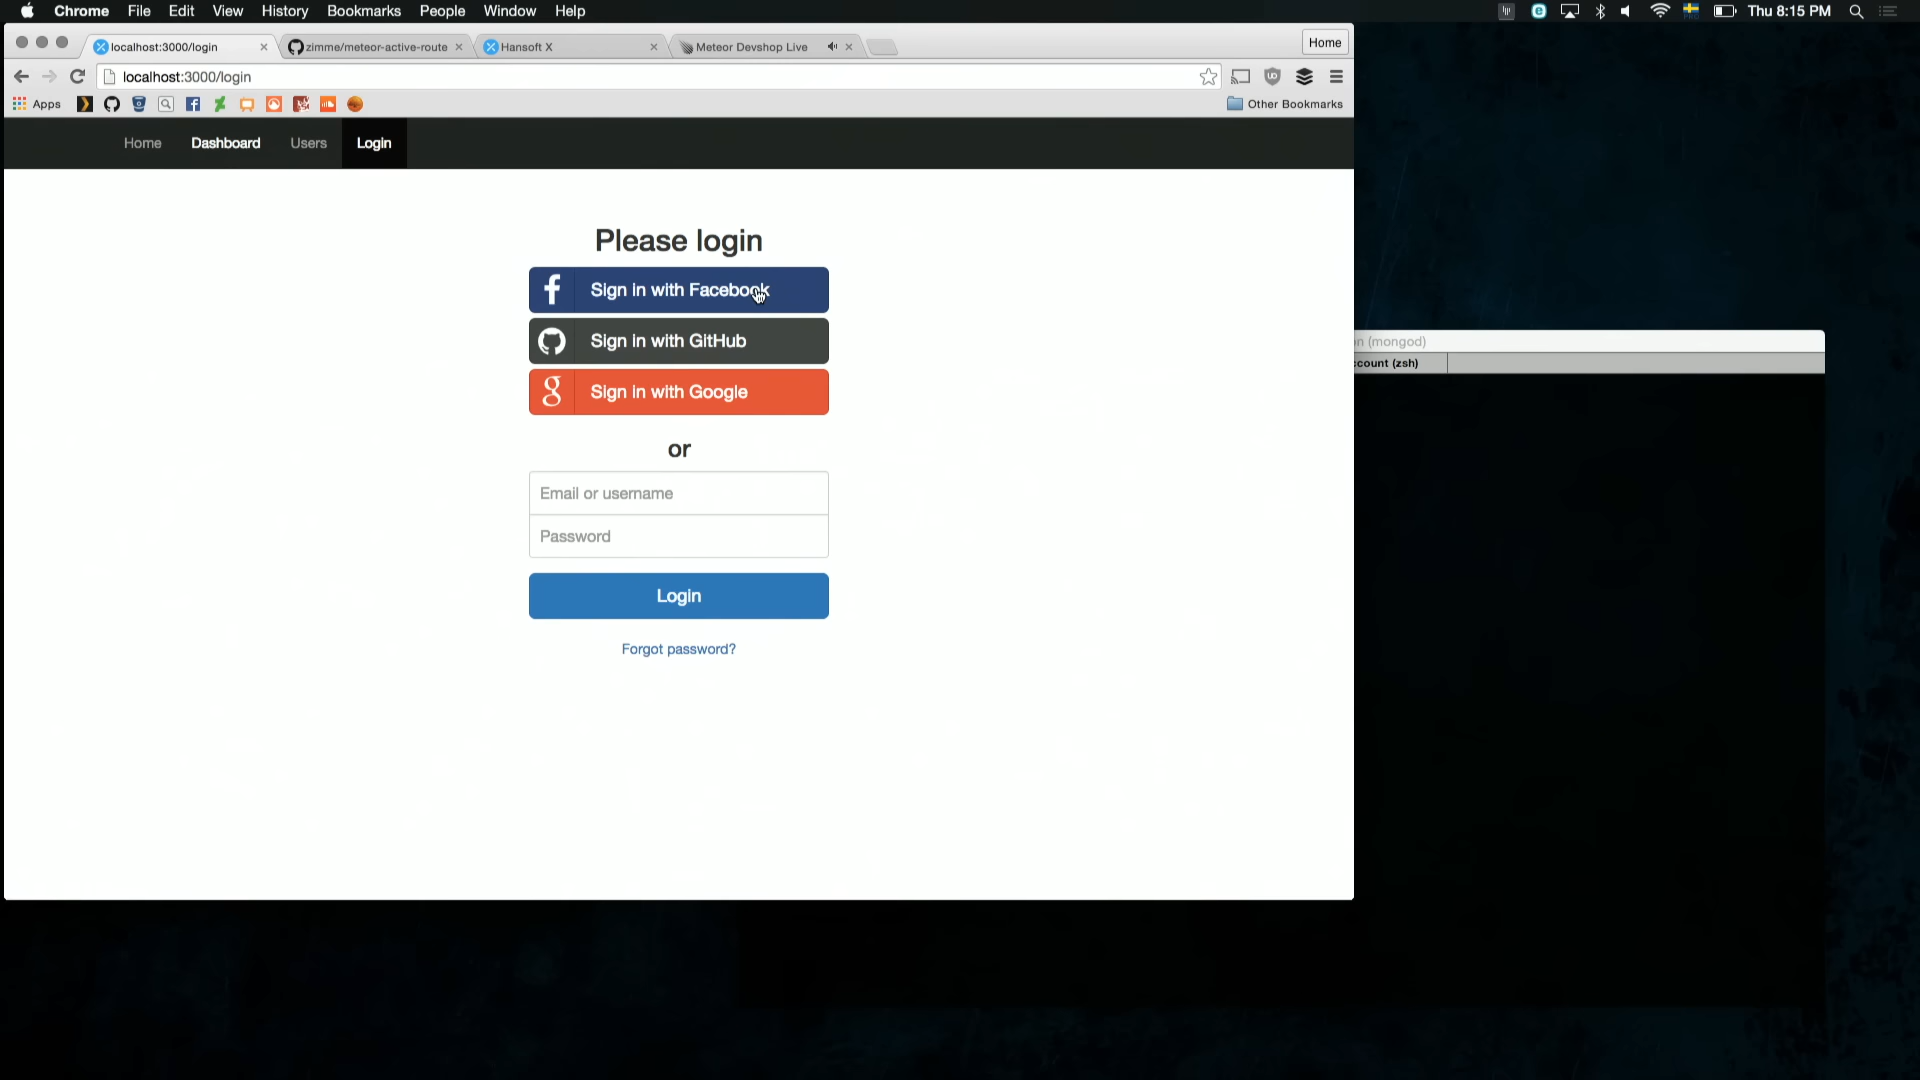 Chrome File Edit View History Bookmarks People Window Help Thu 8:15 PM
localhost:3000/login zimme/meteor-active-route Hansoft X Meteor Devshop Live Home
localhost:3000/login
Apps Other Bookmarks
Home Dashboard Users Login
Please login
Sign in with Facebook
Sign in with GitHub
Sign in with Google
or
Email or username
Password
Login
Forgot password?
n (mongod)
ccount (zsh)